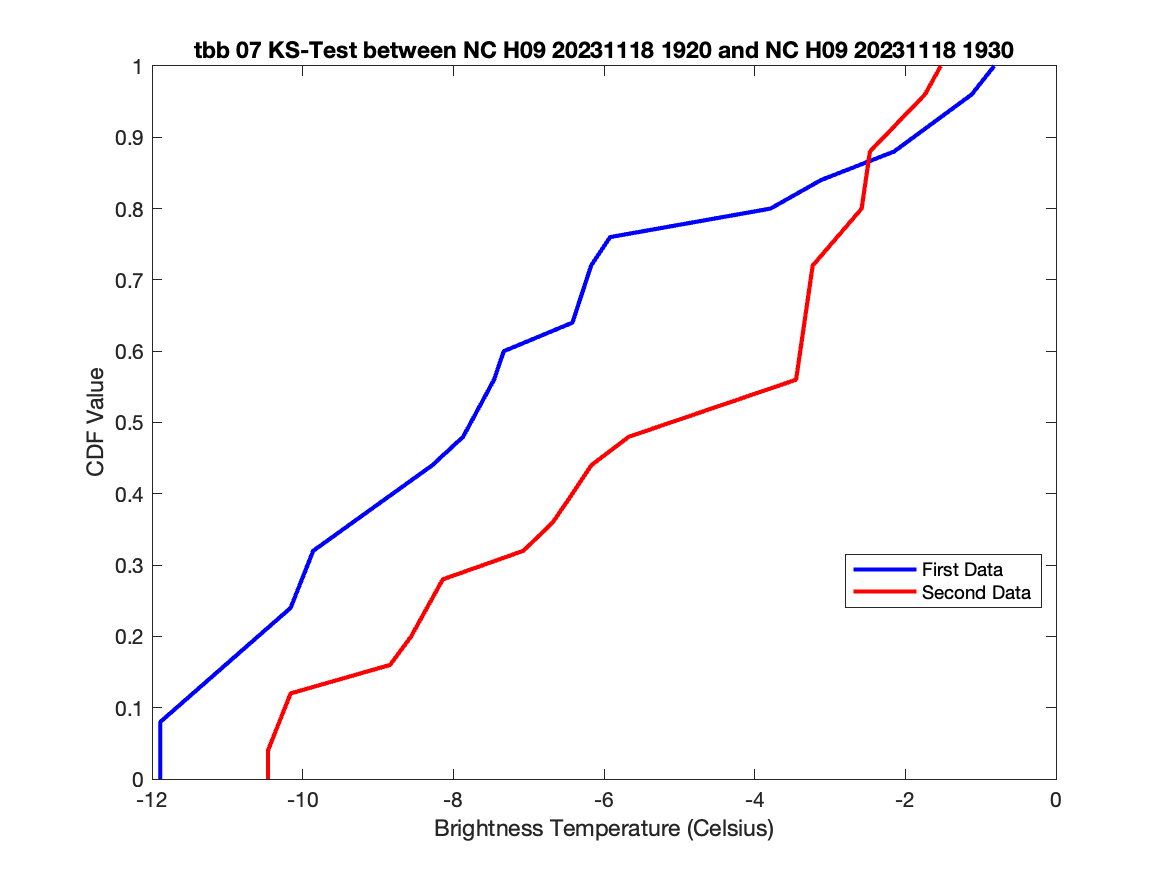 tbb 07 KS-Test between NC H09 20231118 1920 and NC H09 20231118 1930
1
0.9
0.8
0.7
0.6
0.5
0.4
0.3
0.2
0.1
0
CDF Value
First Data
Second Data
-12 -10 -8 -6 -4 -2 0
Brightness Temperature (Celsius)